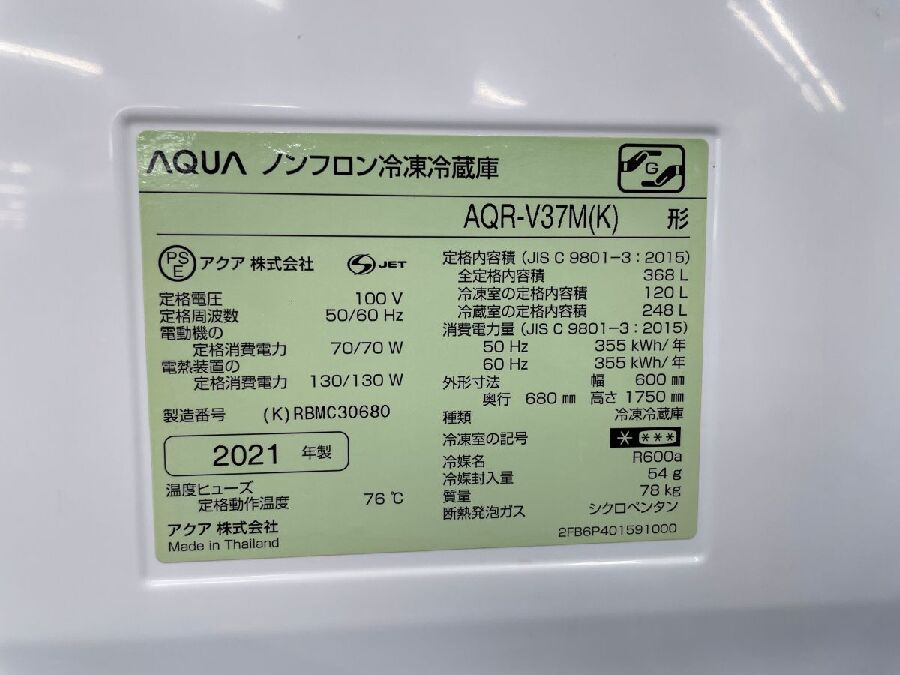 AQUA ノンフロン冷凍冷蔵庫
G
AQR-V37M(K) 形
PS E アクア 株式会社 S JET
定格電圧 100 V
定格周波数 50/60 Hz
電動機の
定格消費電力 70/70 W
電熱装置の
定格消費電力 130/130 W
製造番号 (K)RBMC30680
2021 年製
温度ヒューズ
定格動作温度 76 ℃
アクア 株式会社
Made in Thailand
定格内容積 (JIS C 9801-3:2015)
全定格内容積 368 L
冷凍室の定格内容積 120 L
冷蔵室の定格内容積 248 L
消費電力量 (JIS C 9801-3:2015)
50 Hz 355 kWh/年
60 Hz 355 kWh/年
外形寸法 幅 600 mm
奥行 680 mm 高さ 1750 mm
種類 冷凍冷蔵庫
冷凍室の記号 * ***
冷媒名 R600a
冷媒封入量 54 g
質量 78 kg
断熱発泡ガス シクロペンタン
2FB6P401591000